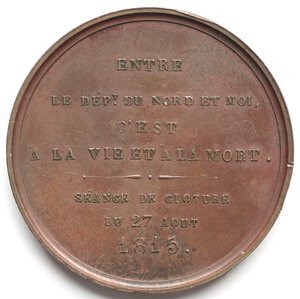 ENTRE
LE DÉPT. DU NORD ET MOI,
C'EST
A LA VIE ET A LA MORT.
SÉANCE DE CLOTURE
DU 27 AOUT
1815.